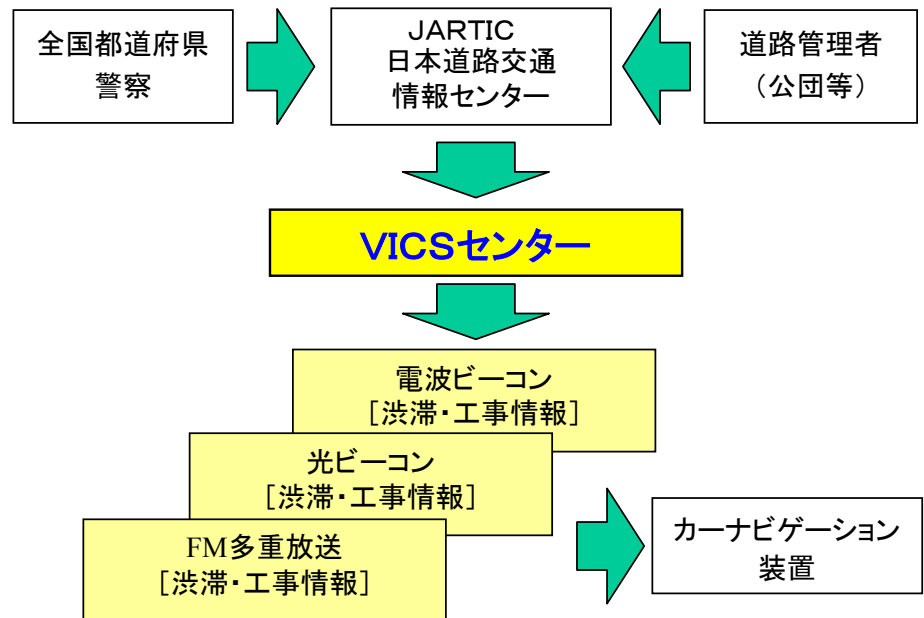 全国都道府県
警察
JARTIC
日本道路交通
情報センター
道路管理者
（公団等）
VICSセンター
電波ビーコン
［渋滞・工事情報］
光ビーコン
［渋滞・工事情報］
FM多重放送
［渋滞・工事情報］
カーナビゲーション
装置